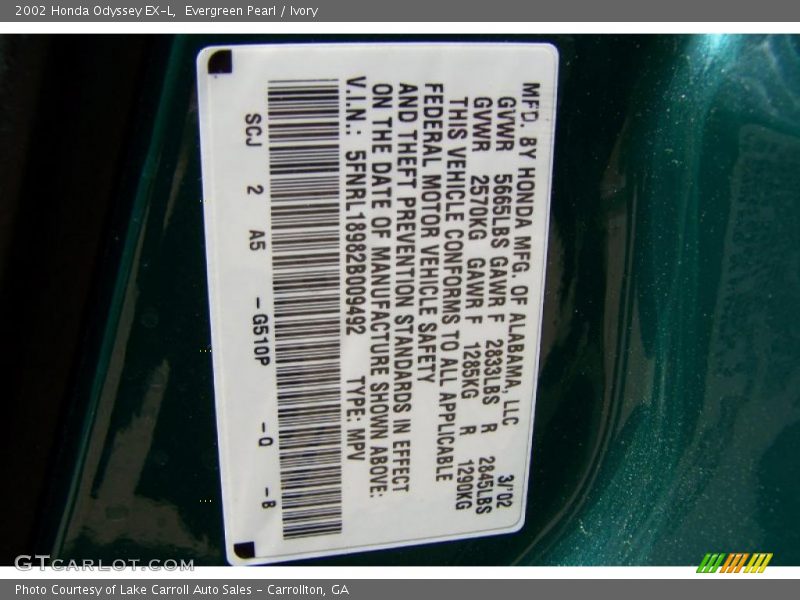 2002 Honda Odyssey EX-L, Evergreen Pearl / Ivory
MFD. BY HONDA MFG. OF ALABAMA, LLC 3/'02
GVWR 5665LBS GAWR F 2833LBS R 2845LBS
GVWR 2570KG GAWR F 1285KG R 1290KG
THIS VEHICLE CONFORMS TO ALL APPLICABLE
FEDERAL MOTOR VEHICLE SAFETY
AND THEFT PREVENTION STANDARDS IN EFFECT
ON THE DATE OF MANUFACTURE SHOWN ABOVE:
V.I.N.: 5FNRL18982B009492 TYPE: MPV
SCJ 2 A5 - G510P - O - B
GTCARLOT.COM
Photo Courtesy of Lake Carroll Auto Sales - Carrollton, GA